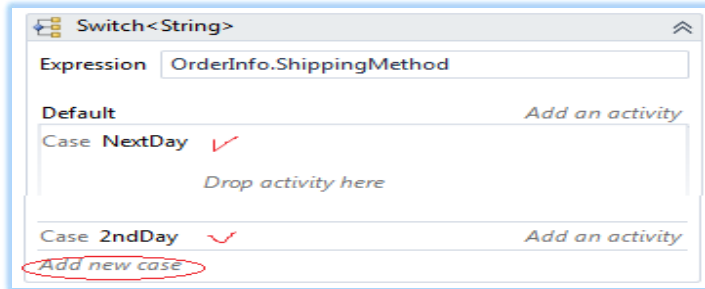 Switch<String>
Expression OrderInfo.ShippingMethod
Default Add an activity
Case NextDay
Drop activity here
Case 2ndDay Add an activity
Add new case